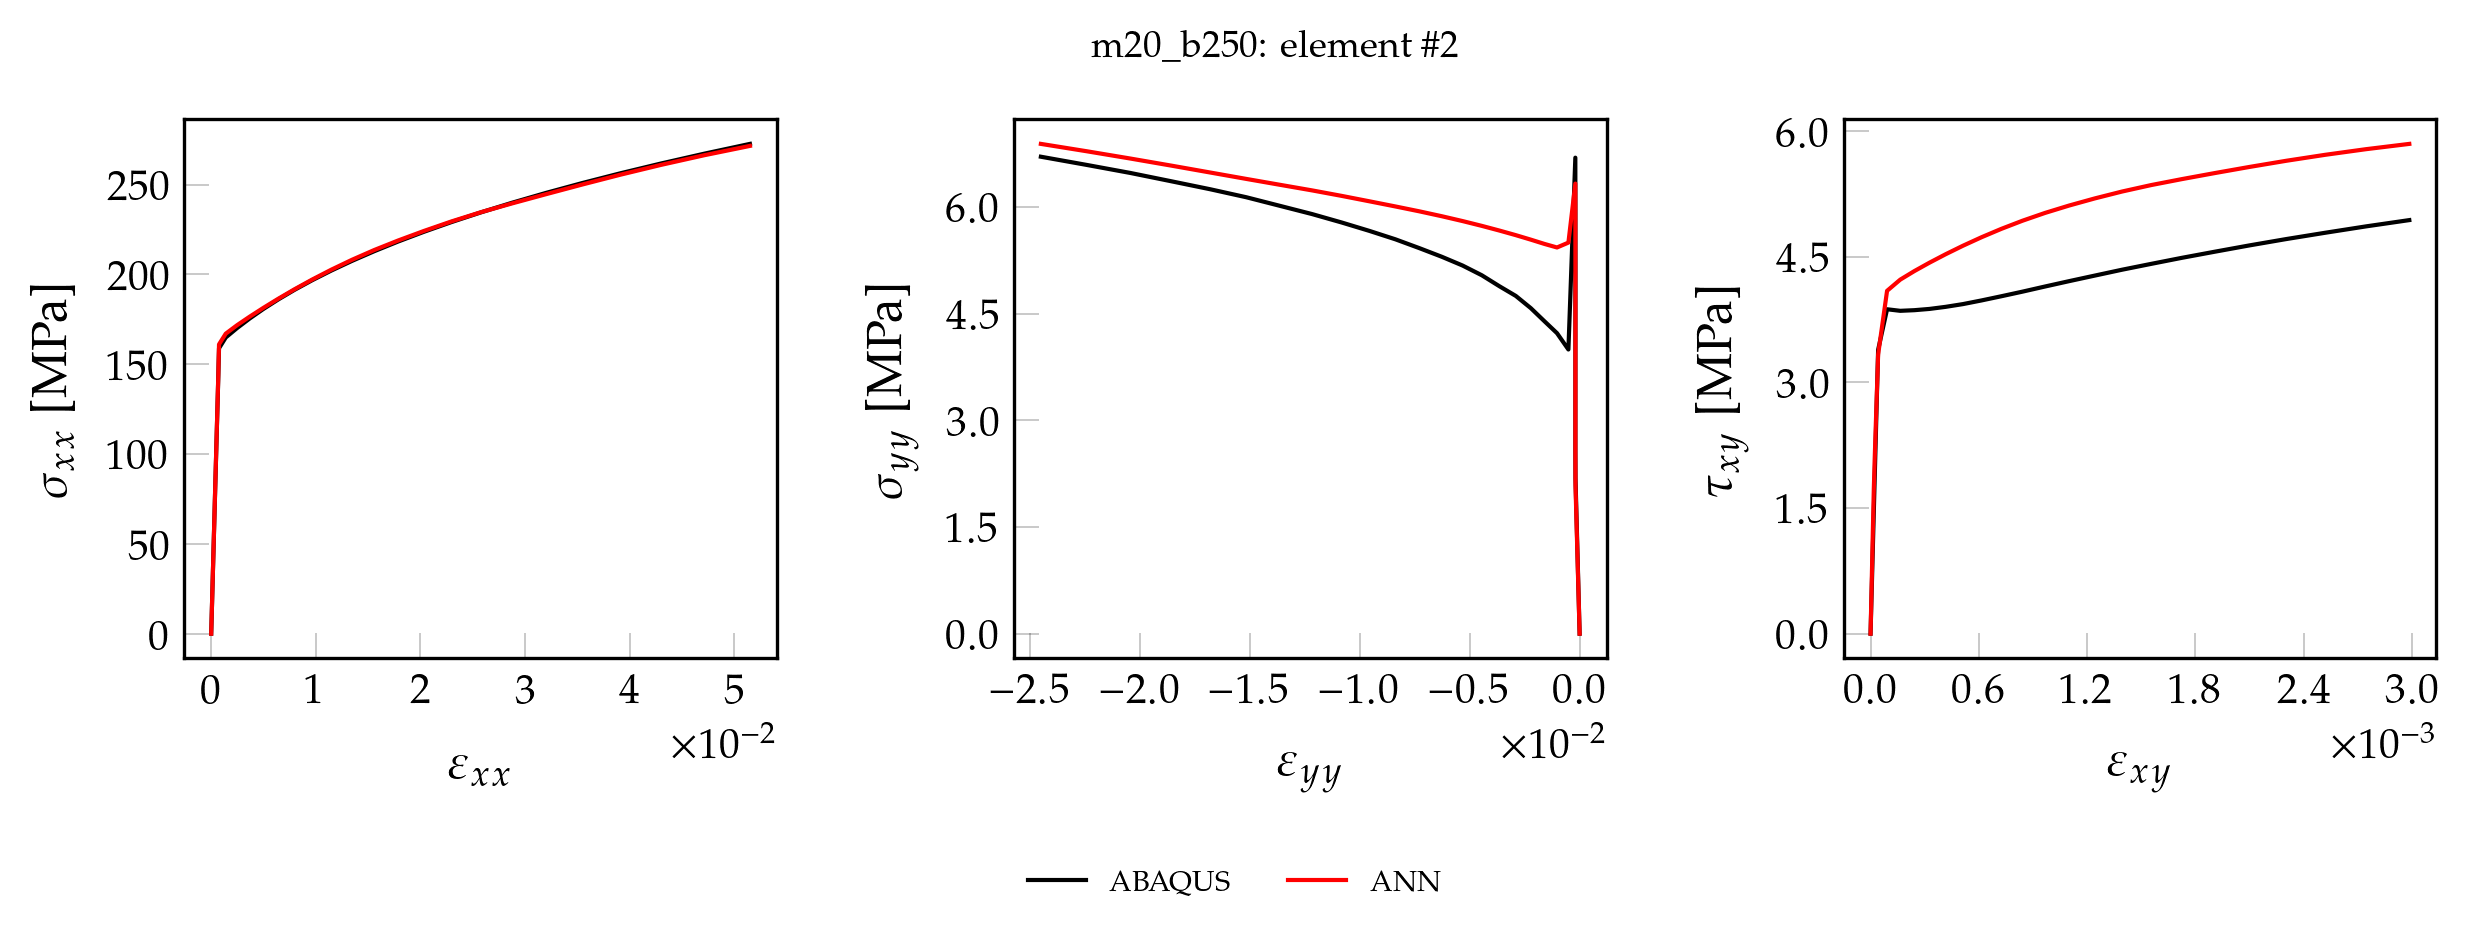 m20_b250: element #2
σxx [MPa]
250
200
150
100
50
0
0 1 2 3 4 5
×10−2
εxx
σyy [MPa]
6.0
4.5
3.0
1.5
0.0
−2.5 −2.0 −1.5 −1.0 −0.5 0.0
×10−2
εyy
τxy [MPa]
6.0
4.5
3.0
1.5
0.0
0.0 0.6 1.2 1.8 2.4 3.0
×10−3
εxy
ABAQUS ANN